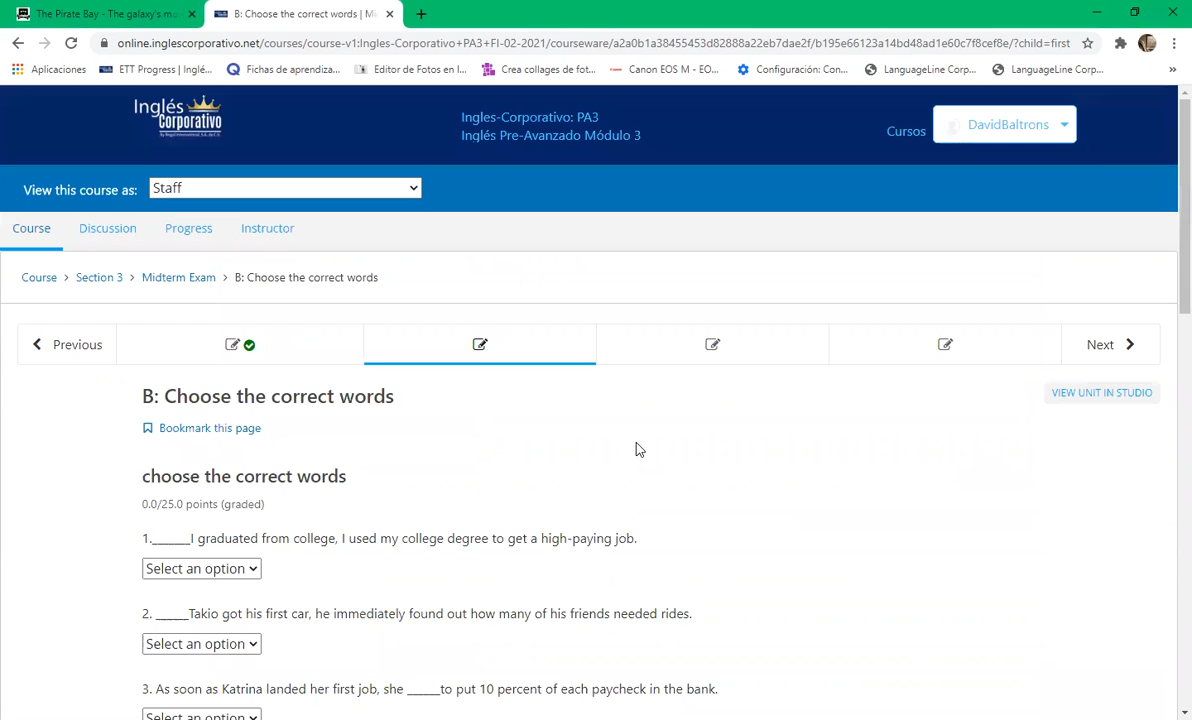 The Pirate Bay - The galaxy's mo
B: Choose the correct words | Mi
online.inglescorporativo.net/courses/course-v1:Ingles-Corporativo+PA3+FI-02-2021/courseware/a2a0b1a38455453d82888a22eb7dae2f/b195e66123a14bd48ad1e60c7f8cef8e/?child=first
Aplicaciones
ETT Progress | Inglé...
Fichas de aprendiza...
Editor de Fotos en l...
Crea collages de fot...
Canon EOS M - EO...
Configuración: Con...
LanguageLine Corp...
LanguageLine Corp...
»
Inglés
Corporativo
Ingles-Corporativo: PA3
Inglés Pre-Avanzado Módulo 3
Cursos
DavidBaltrons
View this course as:
Staff
Course
Discussion
Progress
Instructor
Course > Section 3 > Midterm Exam > B: Choose the correct words
Previous
Next
B: Choose the correct words
VIEW UNIT IN STUDIO
Bookmark this page
choose the correct words
0.0/25.0 points (graded)
1.______I graduated from college, I used my college degree to get a high-paying job.
Select an option
2. _____Takio got his first car, he immediately found out how many of his friends needed rides.
Select an option
3. As soon as Katrina landed her first job, she _____to put 10 percent of each paycheck in the bank.
Select an option